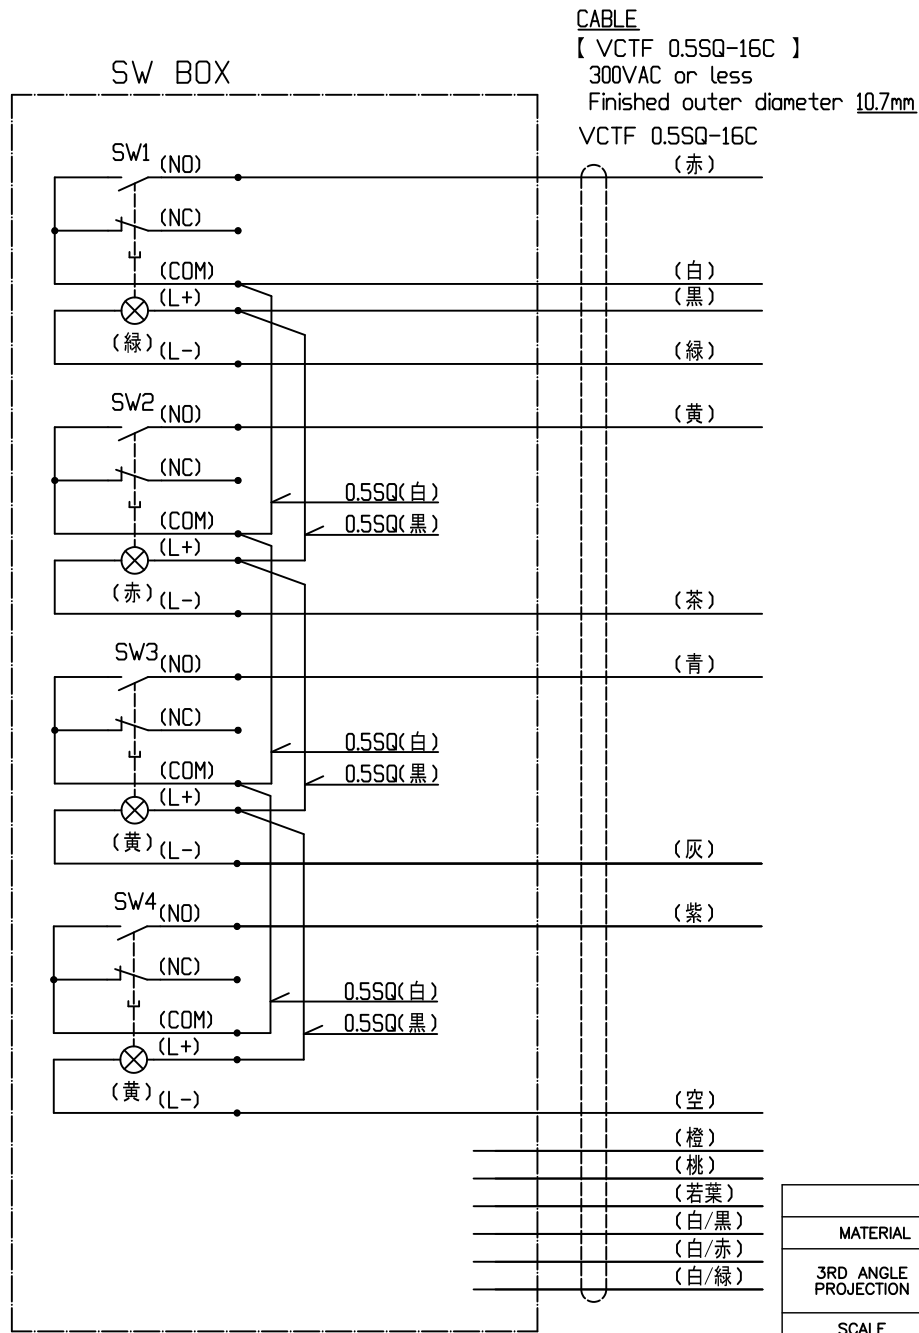 CABLE
【 VCTF 0.5SQ-16C 】
300VAC or less
Finished outer diameter 10.7mm
SW BOX
VCTF 0.5SQ-16C
SW1
(NO)
(赤)
(NC)
(COM)
(白)
(L+)
(黒)
(緑)
(L-)
(緑)
SW2
(NO)
(黄)
(NC)
0.5SQ(白)
(COM)
0.5SQ(黒)
(L+)
(赤)
(L-)
(茶)
SW3
(NO)
(青)
(NC)
0.5SQ(白)
(COM)
0.5SQ(黒)
(L+)
(黄)
(L-)
(灰)
SW4
(NO)
(紫)
(NC)
0.5SQ(白)
(COM)
0.5SQ(黒)
(L+)
(黄)
(L-)
(空)
(橙)
(桃)
(若葉)
(白/黒)
(白/赤)
(白/緑)
MATERIAL
3RD ANGLE
PROJECTION
SCALE